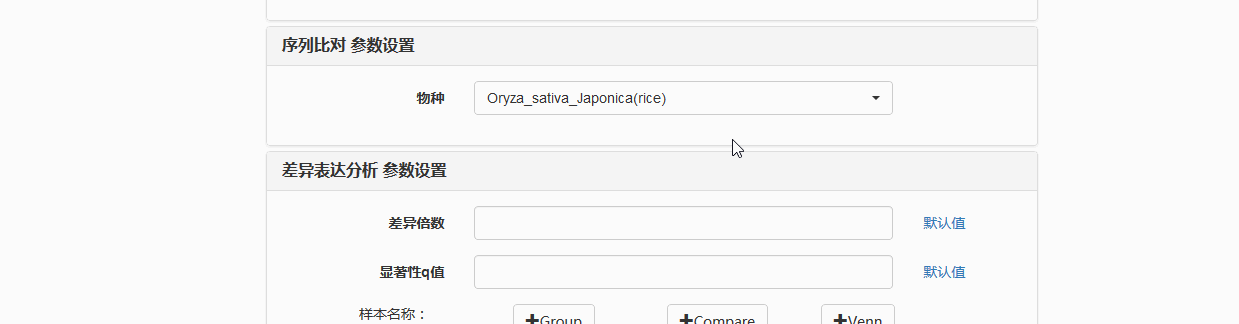 序列比对 参数设置
物种 Oryza_sativa_Japonica(rice)
差异表达分析 参数设置
差异倍数 默认值
显著性q值 默认值
样本名称： ✚Group ✚Compare ✚Venn